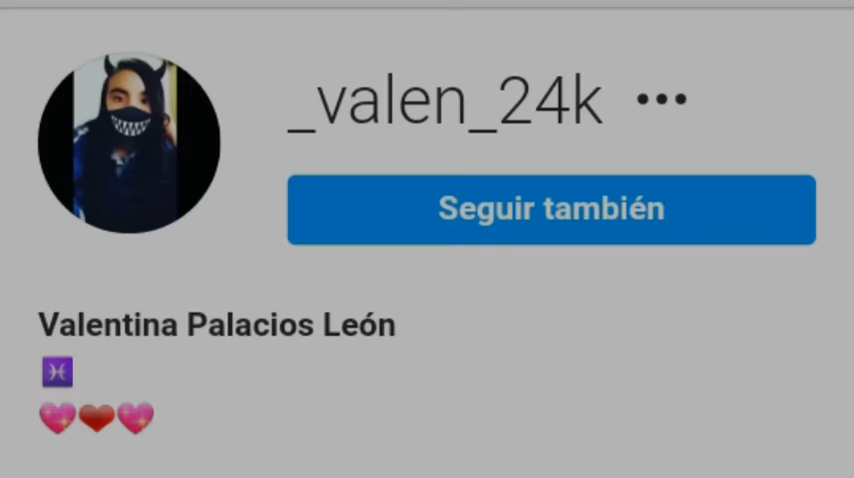 _valen_24k
Seguir también
Valentina Palacios León
♓
💖❤️💖